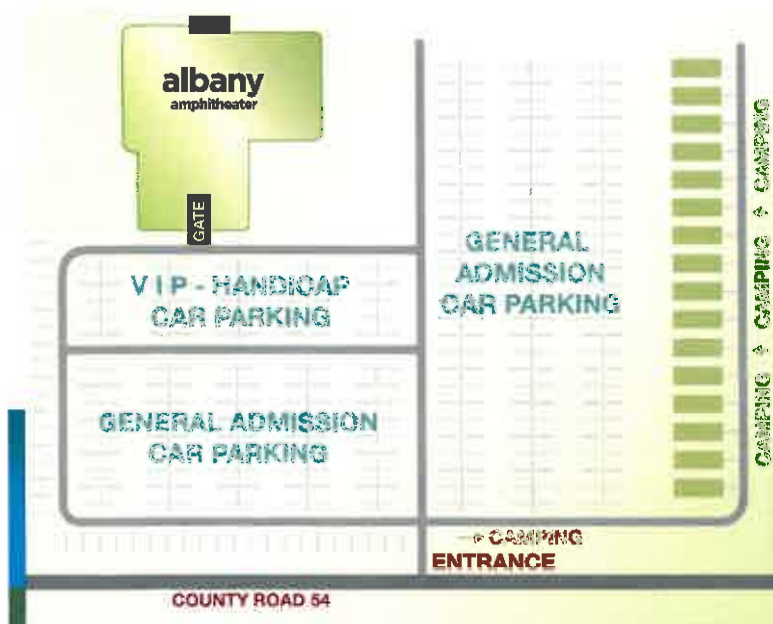 albany
amphitheater
GATE
V I P - HANDICAP
CAR PARKING
GENERAL
ADMISSION
CAR PARKING
GENERAL ADMISSION
CAR PARKING
CAMPING → CAMPING → CAMPING
→ CAMPING
ENTRANCE
COUNTY ROAD 54